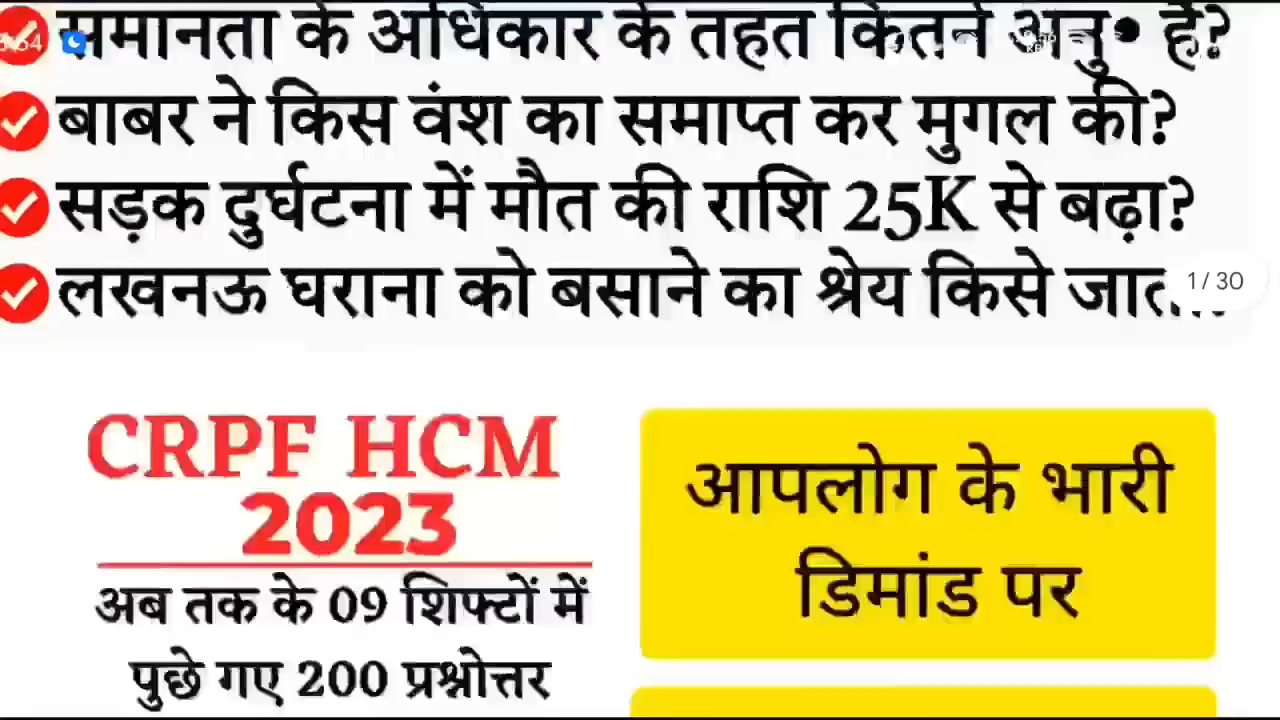 समानता के अधिकार के तहत कितने अनु• है?
बाबर ने किस वंश का समाप्त कर मुगल की?
सड़क दुर्घटना में मौत की राशि 25K से बढ़ा?
लखनऊ घराना को बसाने का श्रेय किसे
1/30
CRPF HCM
2023
अब तक के 09 शिफ्टों में
पुछे गए 200 प्रश्नोत्तर
आपलोग के भारी
डिमांड पर